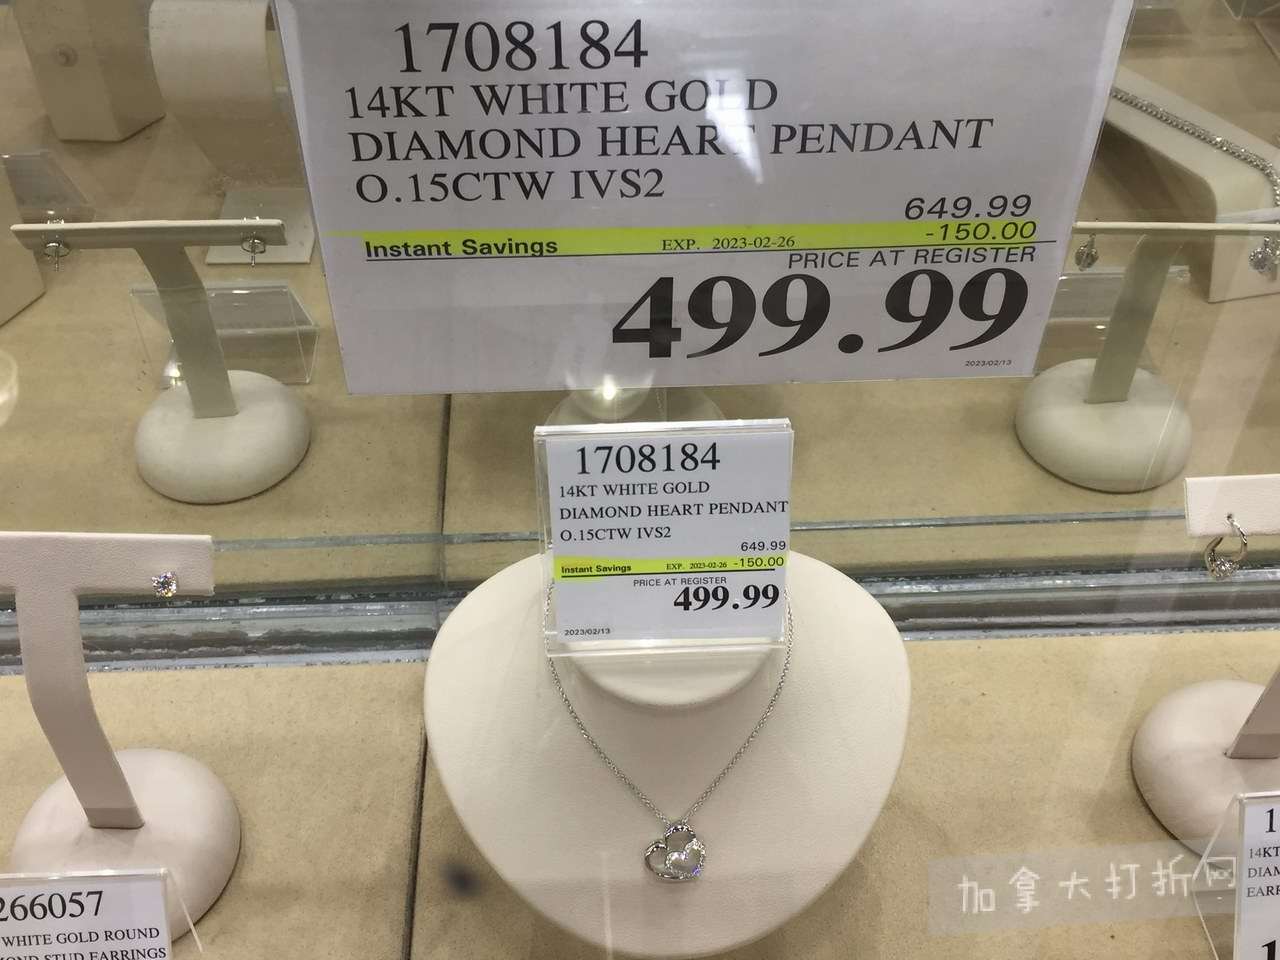 1708184
14KT WHITE GOLD
DIAMOND HEART PENDANT
O.15CTW IVS2
649.99
Instant Savings EXP. 2023-02-26 -150.00
PRICE AT REGISTER
499.99
2023/02/13
1708184
14KT WHITE GOLD
DIAMOND HEART PENDANT
O.15CTW IVS2
649.99
Instant Savings EXP. 2023-02-26 -150.00
PRICE AT REGISTER
499.99
2023/02/13
266057
WHITE GOLD ROUND
STUD EARRINGS
14KT
加拿大打折网